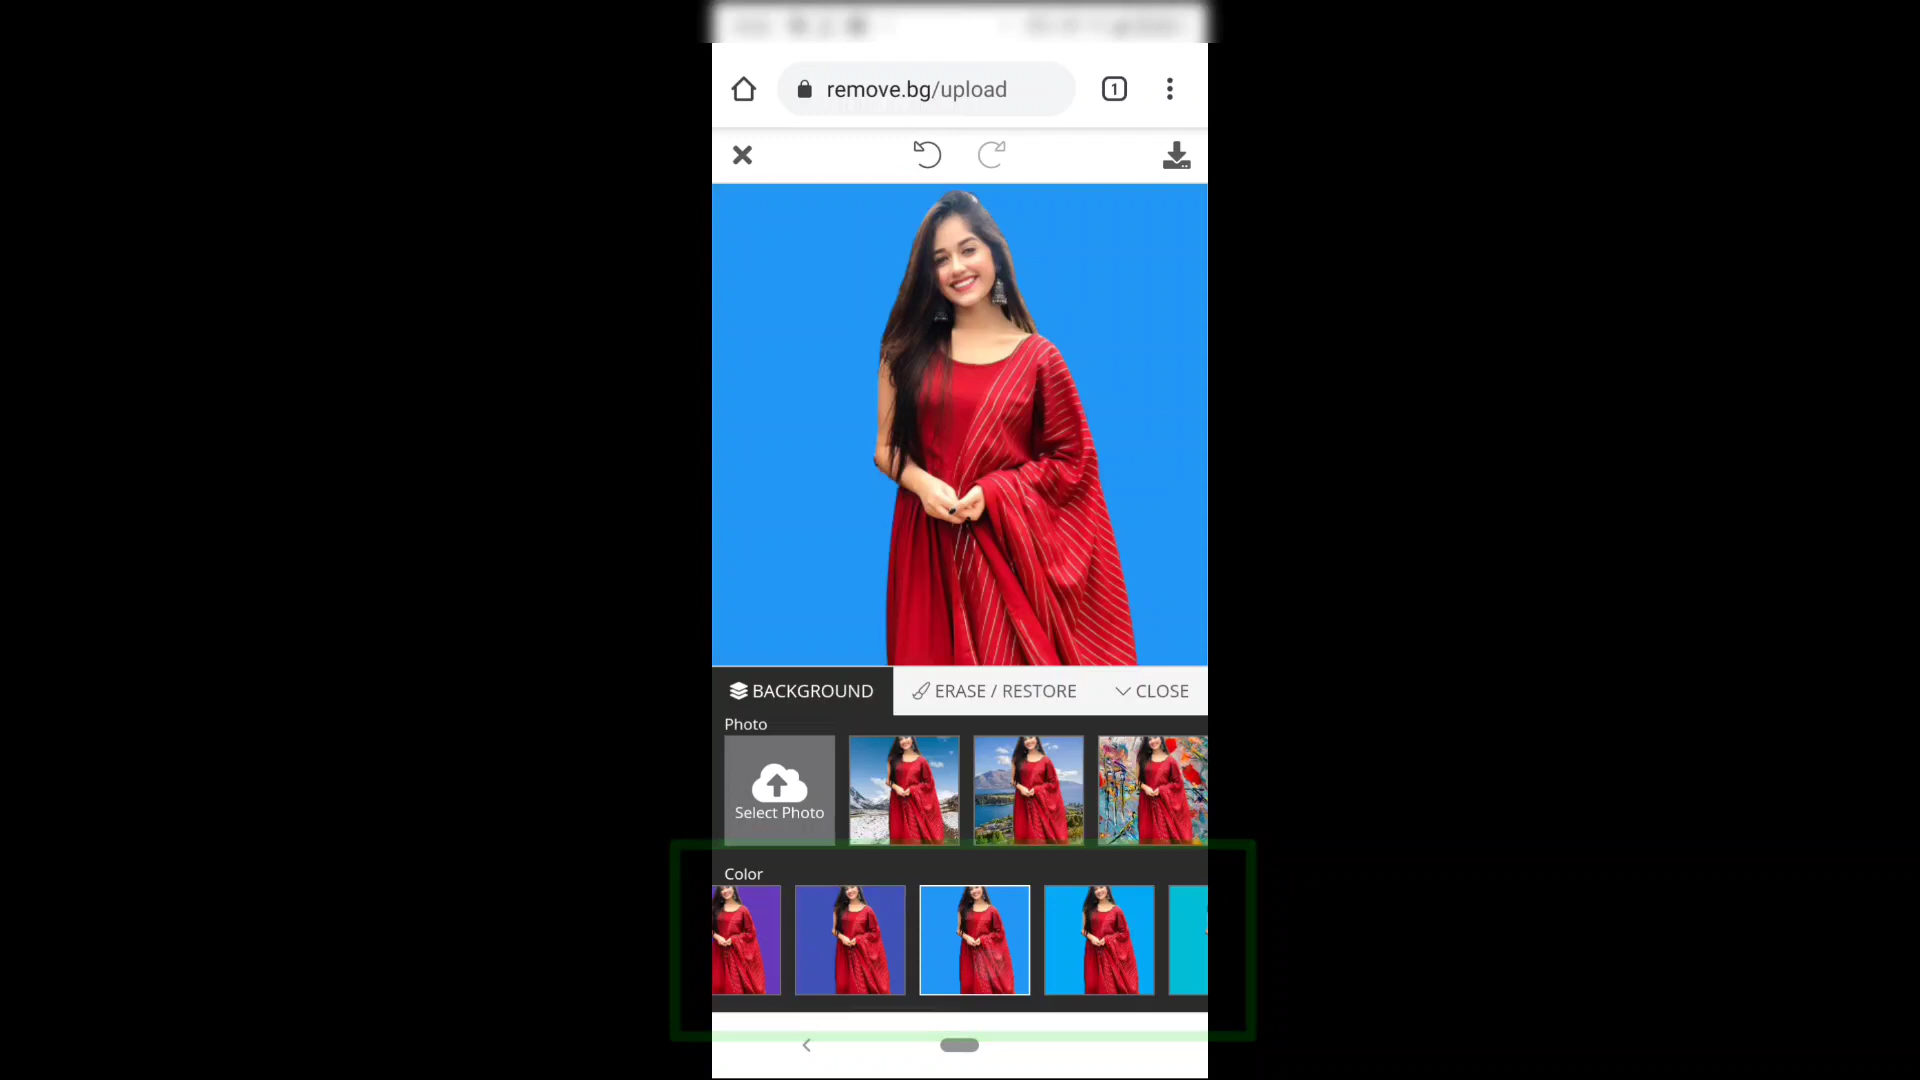 remove.bg/upload
1
BACKGROUND
ERASE / RESTORE
CLOSE
Photo
Select Photo
Color